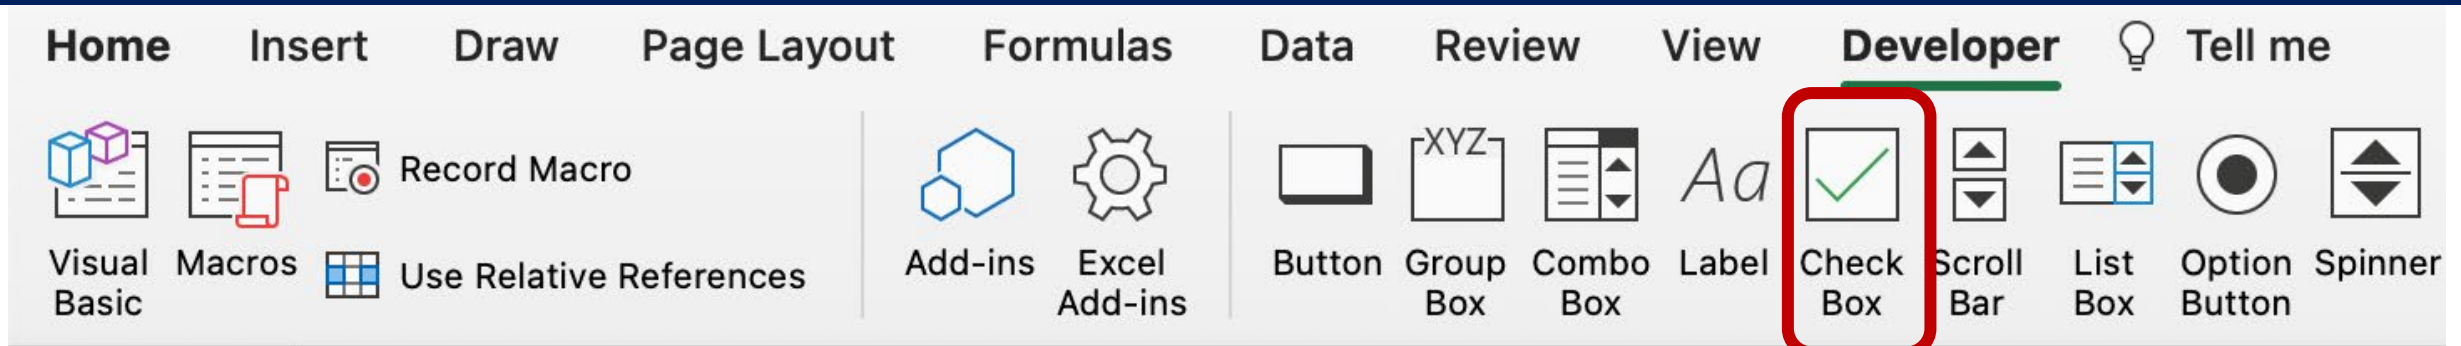 Home Insert Draw Page Layout Formulas Data Review View Developer Tell me
XYZ
Aa
Record Macro
Visual Basic
Macros
Use Relative References
Add-ins
Excel Add-ins
Button
Group Box
Combo Box
Label
Check Box
Scroll Bar
List Box
Option Button
Spinner